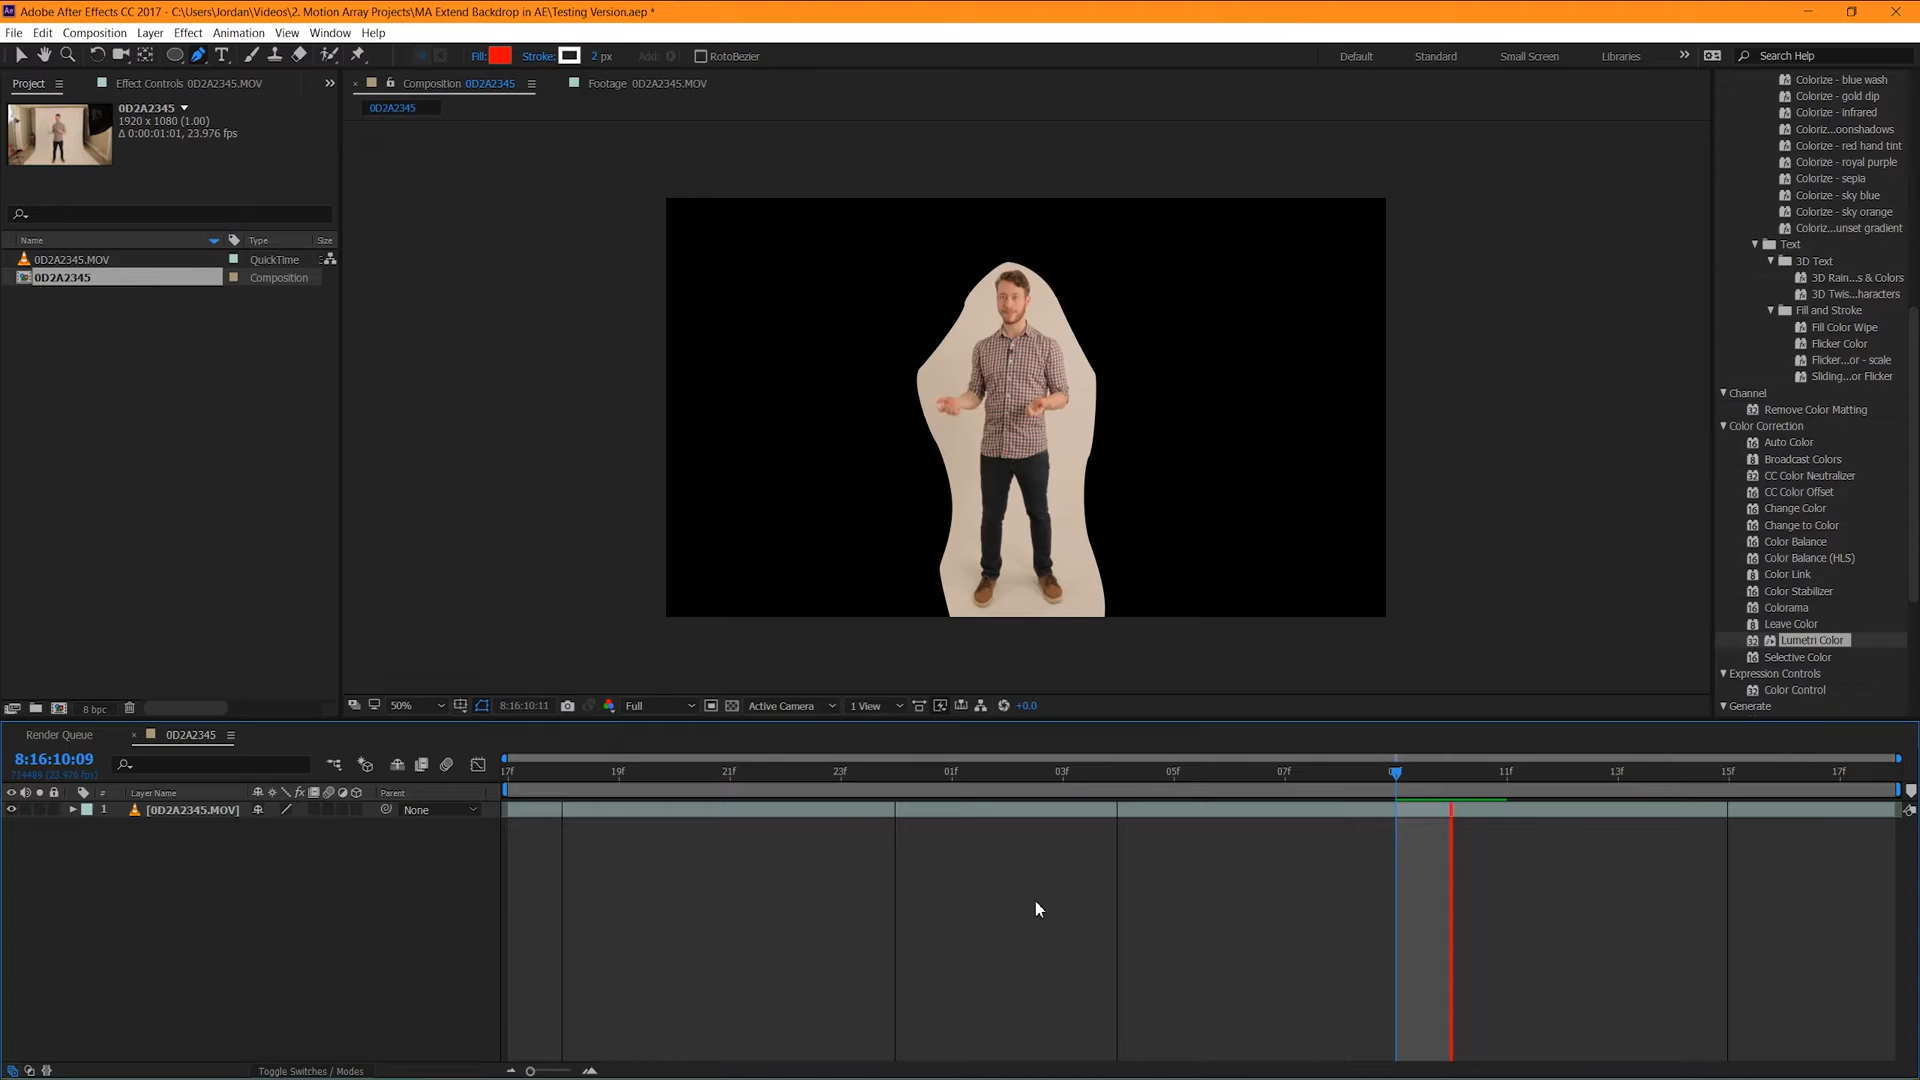 Adobe After Effects CC 2017 - C:\Users\Jordan\Videos\2. Motion Array Projects\MA Extend Backdrop in AE\Testing Version.aep *
File Edit Composition Layer Effect Animation View Window Help
Fill: Stroke: 2 px Add: RotoBezier Default Standard Small Screen Libraries Search Help
Project Effect Controls 0D2A2345.MOV
Composition 0D2A2345 Footage 0D2A2345.MOV
0D2A2345
0D2A2345
1920 x 1080 (1.00)
Δ 0:00:01:01, 23.976 fps
Name Type Size
0D2A2345.MOV QuickTime
0D2A2345 Composition
8 bpc
50% 8:16:10:11 Full Active Camera 1 View +0.0
Colorize - blue wash
Colorize - gold dip
Colorize - infrared
Coloriz...oonshadows
Colorize - red hand tint
Colorize - royal purple
Colorize - sepia
Colorize - sky blue
Colorize - sky orange
Coloriz...unset gradient
Text
3D Text
3D Rain...s & Colors
3D Twis...haracters
Fill and Stroke
Fill Color Wipe
Flicker Color
Flicker...or - scale
Sliding...or Flicker
Channel
Remove Color Matting
Color Correction
Auto Color
Broadcast Colors
CC Color Neutralizer
CC Color Offset
Change Color
Change to Color
Color Balance
Color Balance (HLS)
Color Link
Color Stabilizer
Colorama
Leave Color
Lumetri Color
Selective Color
Expression Controls
Color Control
Generate
Render Queue 0D2A2345
8:16:10:09
714489 (23.976 fps)
17f 19f 21f 23f 01f 03f 05f 07f 11f 13f 15f 17f
# Layer Name Parent
1 [0D2A2345.MOV] None
Toggle Switches / Modes